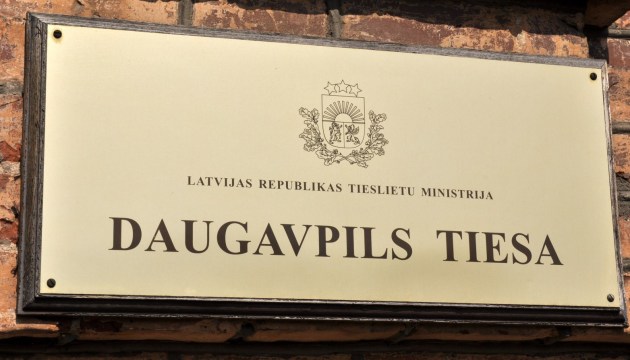 LATVIJAS REPUBLIKAS TIESLIETU MINISTRIJA
DAUGAVPILS TIESA